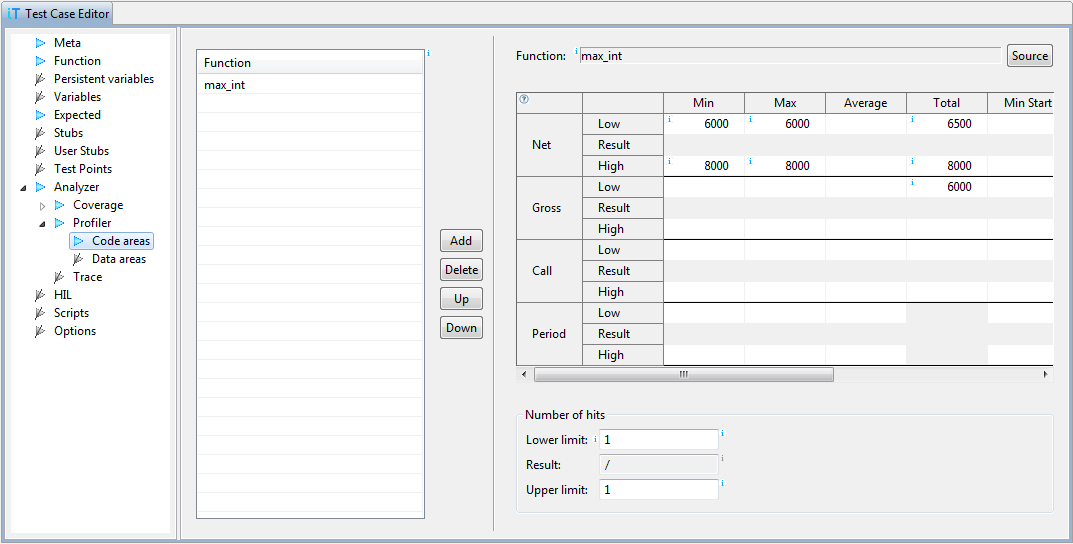 iT Test Case Editor
Meta
Function
Persistent variables
Variables
Expected
Stubs
User Stubs
Test Points
Analyzer
Coverage
Profiler
Code areas
Data areas
Trace
HIL
Scripts
Options
Function
max_int
Add
Delete
Up
Down
Function: max_int Source
Min Max Average Total Min Start
Net
Low 6000 6000 6500
Result
High 8000 8000 8000
Gross
Low 6000
Result
High
Call
Low
Result
High
Period
Low
Result
High
Number of hits
Lower limit: 1
Result: /
Upper limit: 1